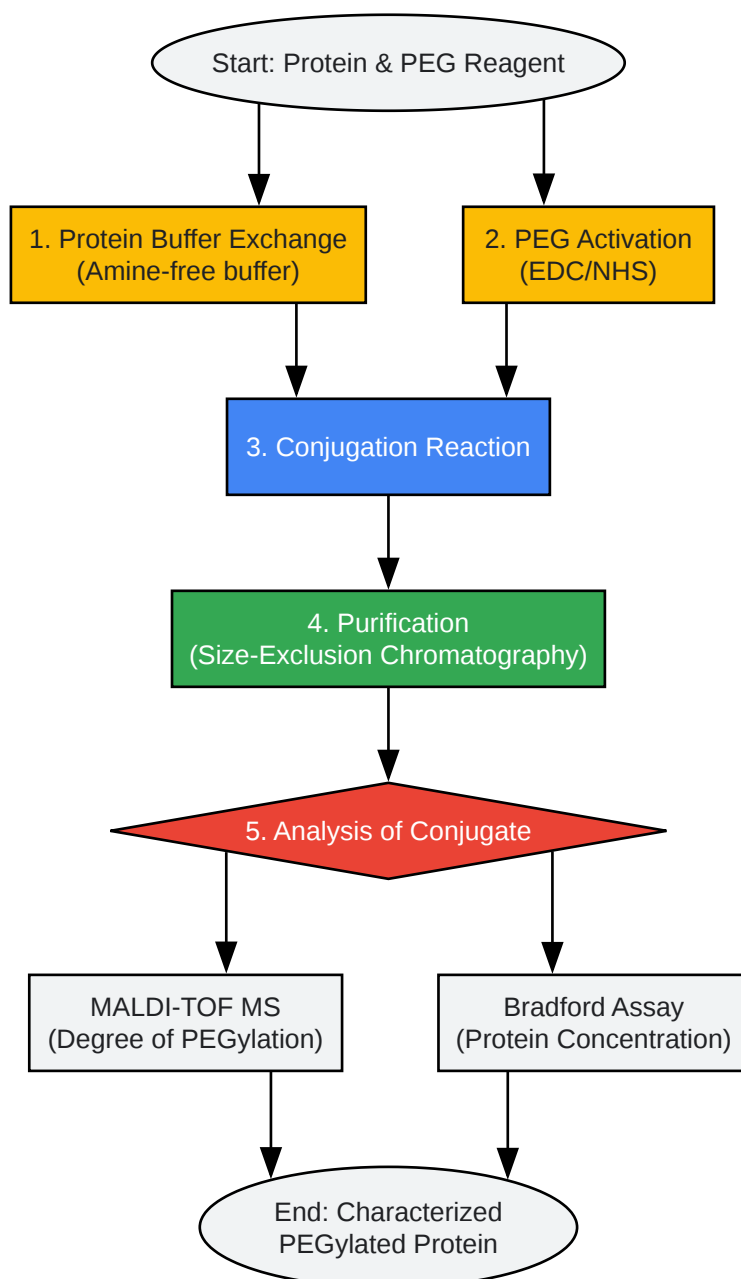 Start: Protein & PEG Reagent
1. Protein Buffer Exchange
(Amine-free buffer)
2. PEG Activation
(EDC/NHS)
3. Conjugation Reaction
4. Purification
(Size-Exclusion Chromatography)
5. Analysis of Conjugate
MALDI-TOF MS
(Degree of PEGylation)
Bradford Assay
(Protein Concentration)
End: Characterized
PEGylated Protein